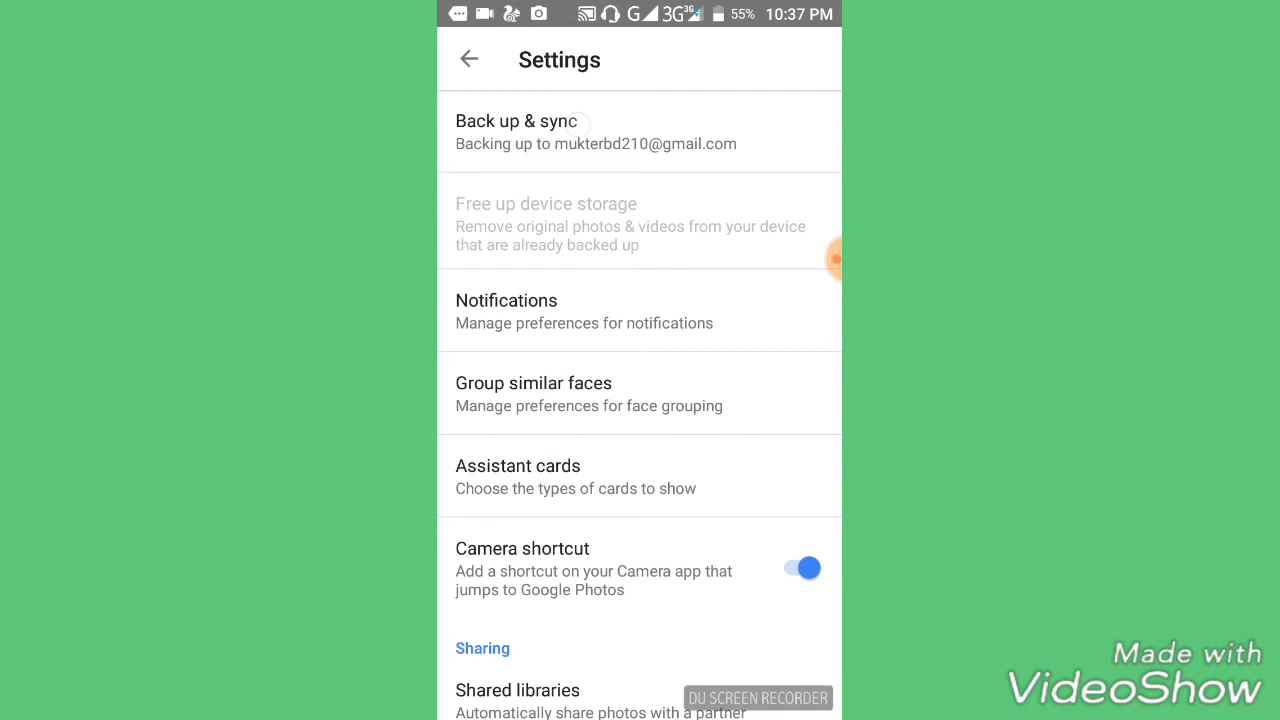 G 3G 3G 55% 10:37 PM
Settings
Back up & sync
Backing up to mukterbd210@gmail.com
Free up device storage
Remove original photos & videos from your device
that are already backed up
Notifications
Manage preferences for notifications
Group similar faces
Manage preferences for face grouping
Assistant cards
Choose the types of cards to show
Camera shortcut
Add a shortcut on your Camera app that
jumps to Google Photos
Sharing
Shared libraries
Automatically share photos with a partner
DU SCREEN RECORDER
Made with
VideoShow